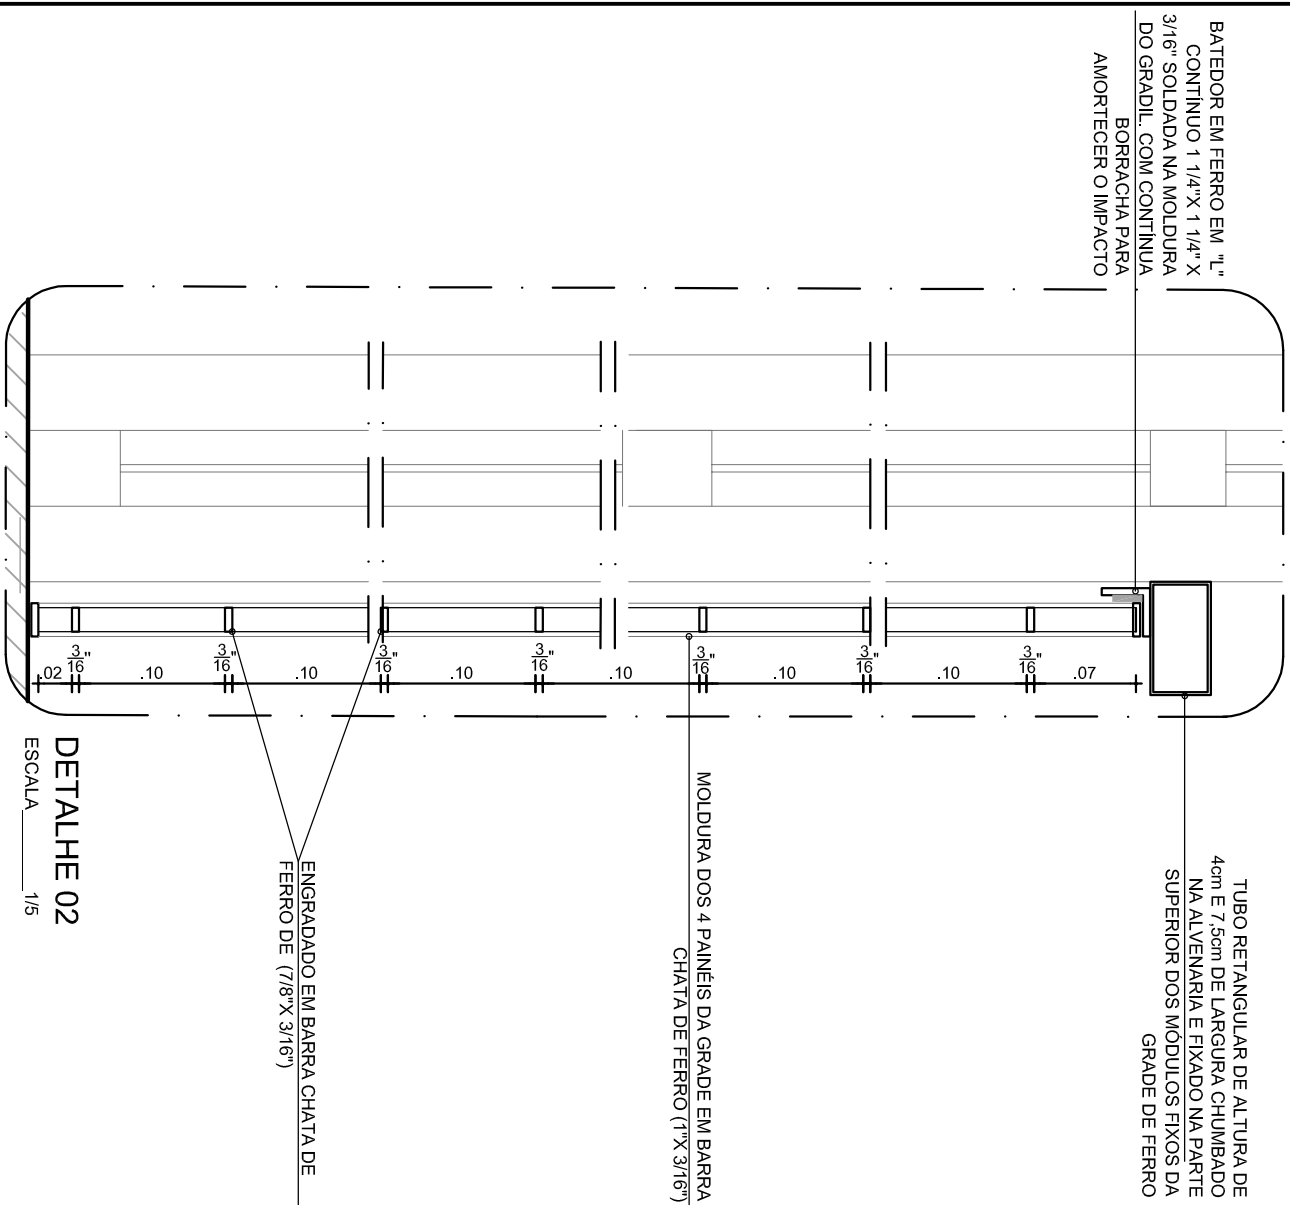 BATEDOR EM FERRO EM "L"
CONTÍNUO 1 1/4"X 1 1/4" X
3/16" SOLDADA NA MOLDURA
DO GRADIL. COM CONTÍNUA
BORRACHA PARA
AMORTECER O IMPACTO
TUBO RETANGULAR DE ALTURA DE
4cm E 7,5cm DE LARGURA CHUMBADO
NA ALVENARIA E FIXADO NA PARTE
SUPERIOR DOS MÓDULOS FIXOS DA
GRADE DE FERRO
.07
3/16"
.10
3/16"
.10
3/16"
.10
3/16"
.10
3/16"
.10
3/16"
.10
3/16"
.02
MOLDURA DOS 4 PAINÉIS DA GRADE EM BARRA
CHATA DE FERRO (1"X 3/16")
ENGRADADO EM BARRA CHATA DE
FERRO DE (7/8"X 3/16")
DETALHE 02
ESCALA 1/5